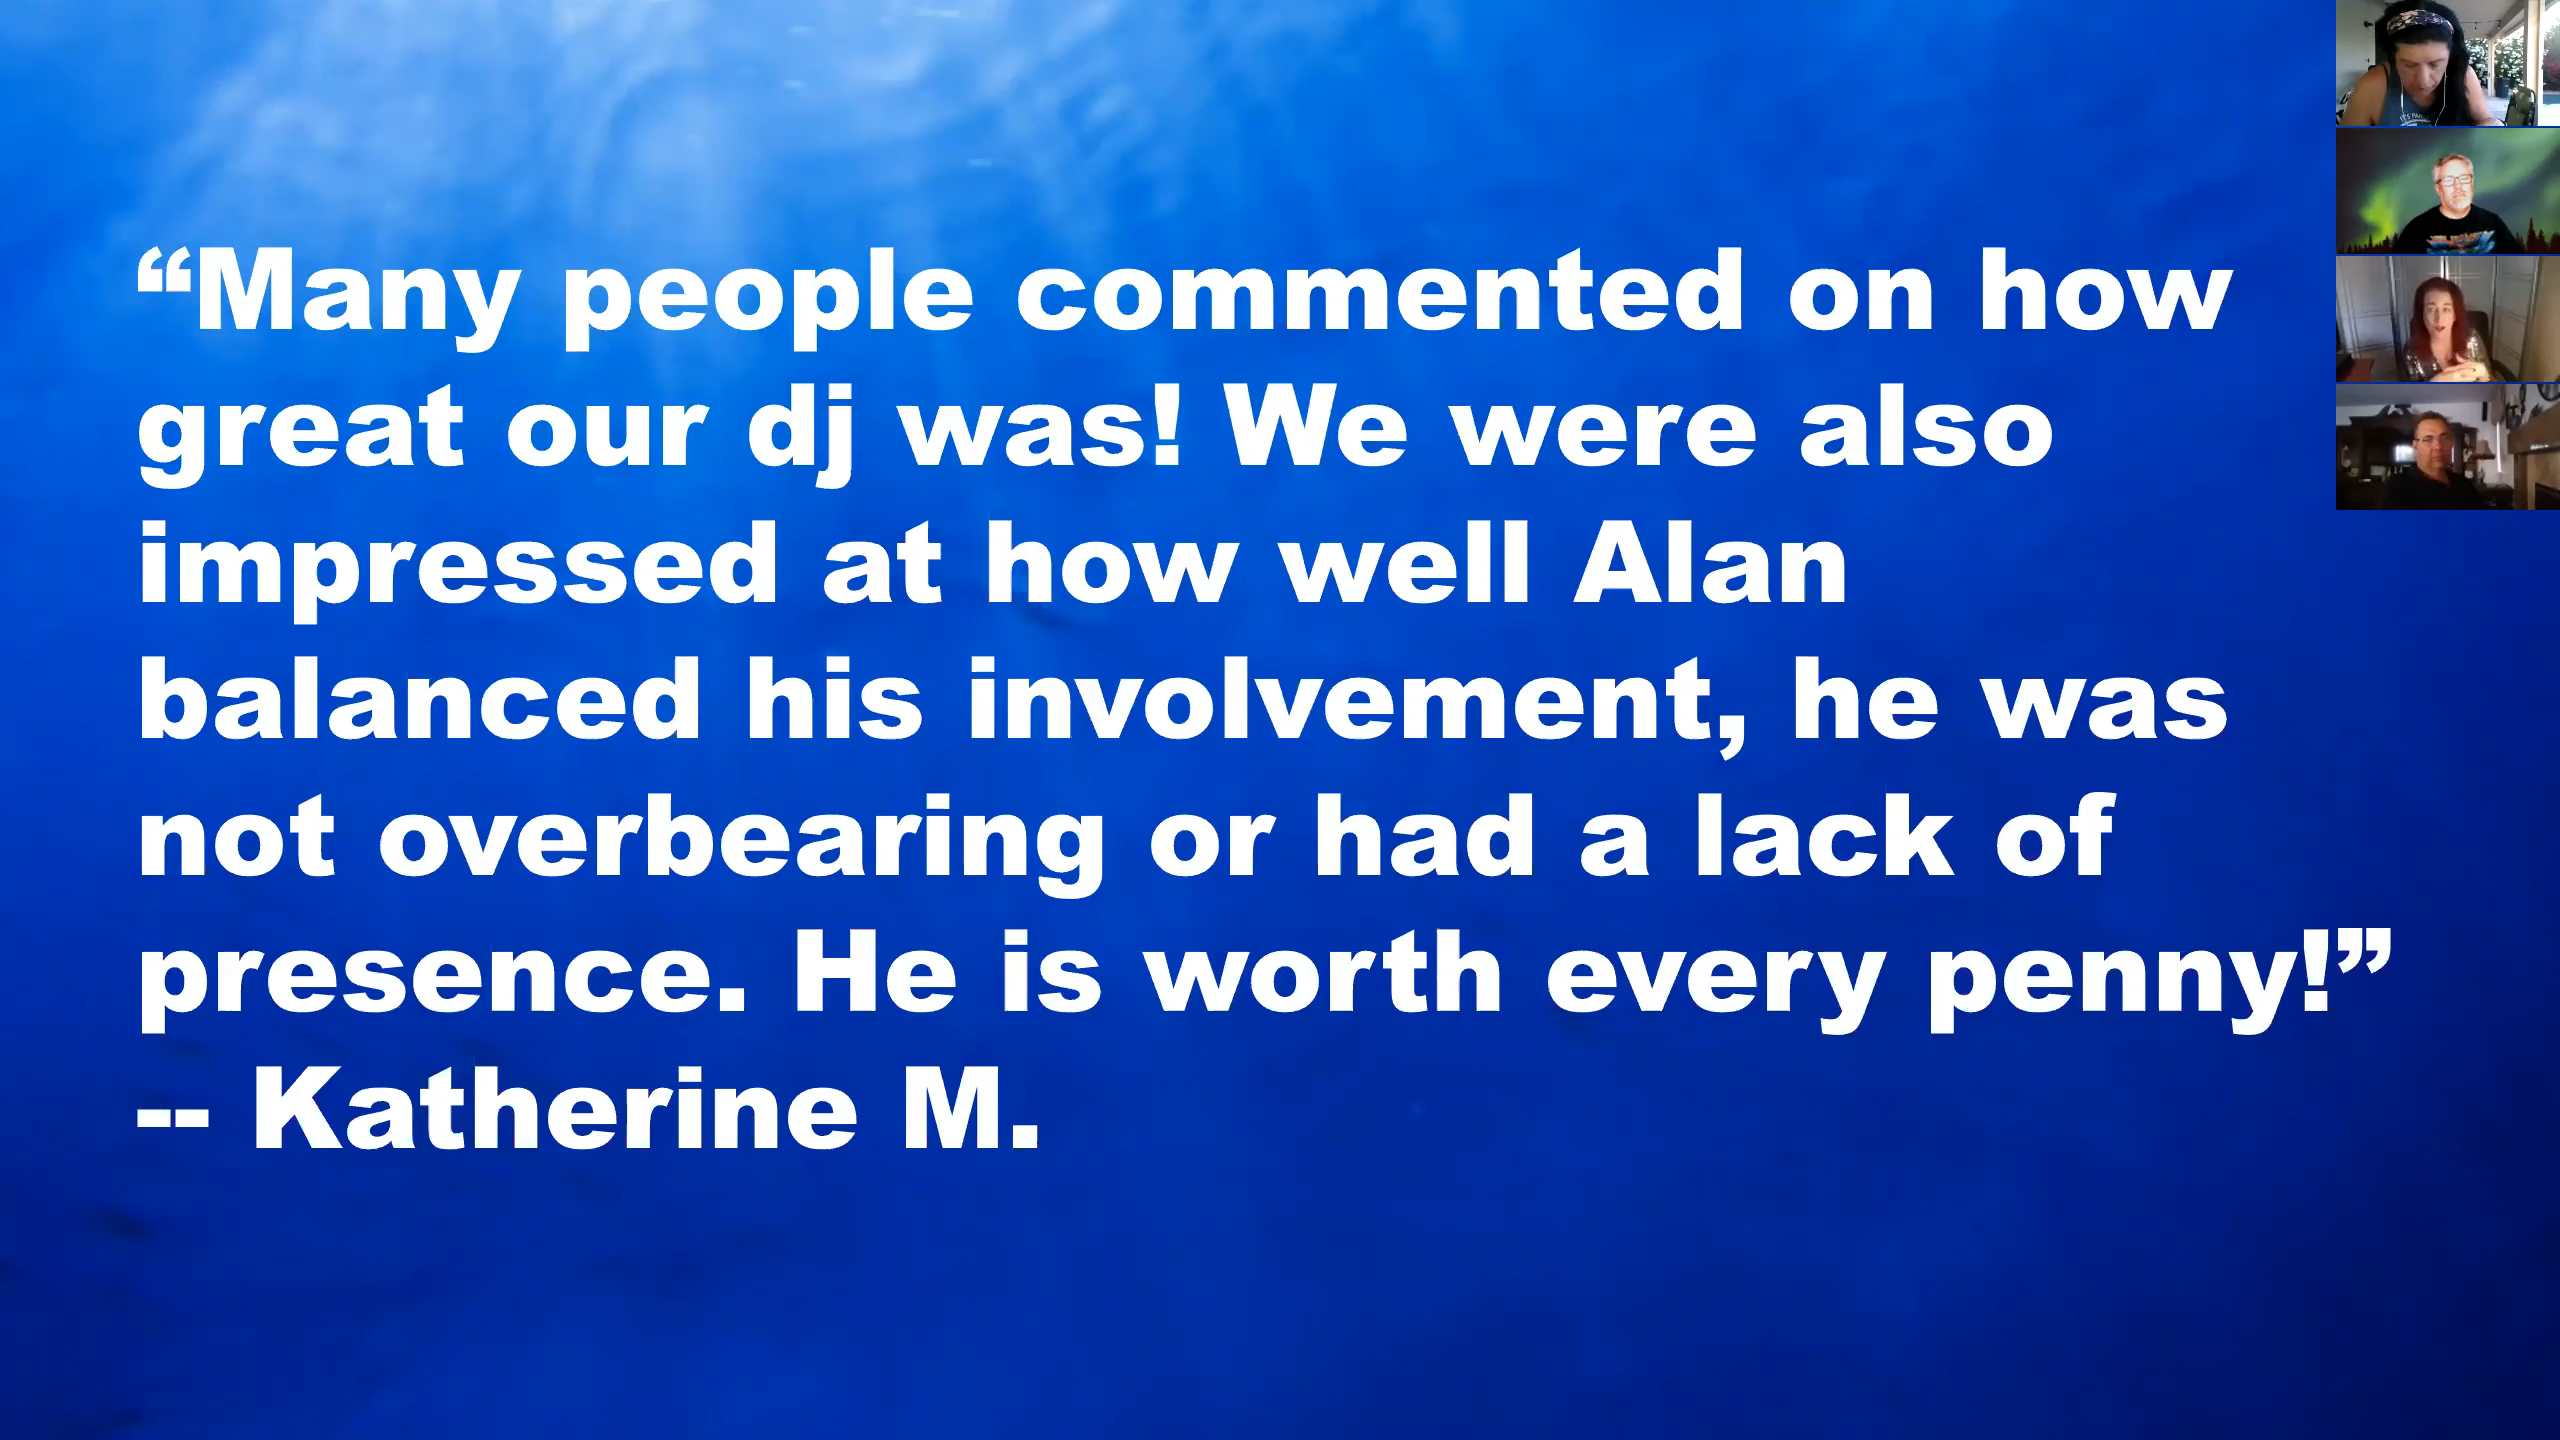 “Many people commented on how
great our dj was! We were also
impressed at how well Alan
balanced his involvement, he was
not overbearing or had a lack of
presence. He is worth every penny!”
-- Katherine M.